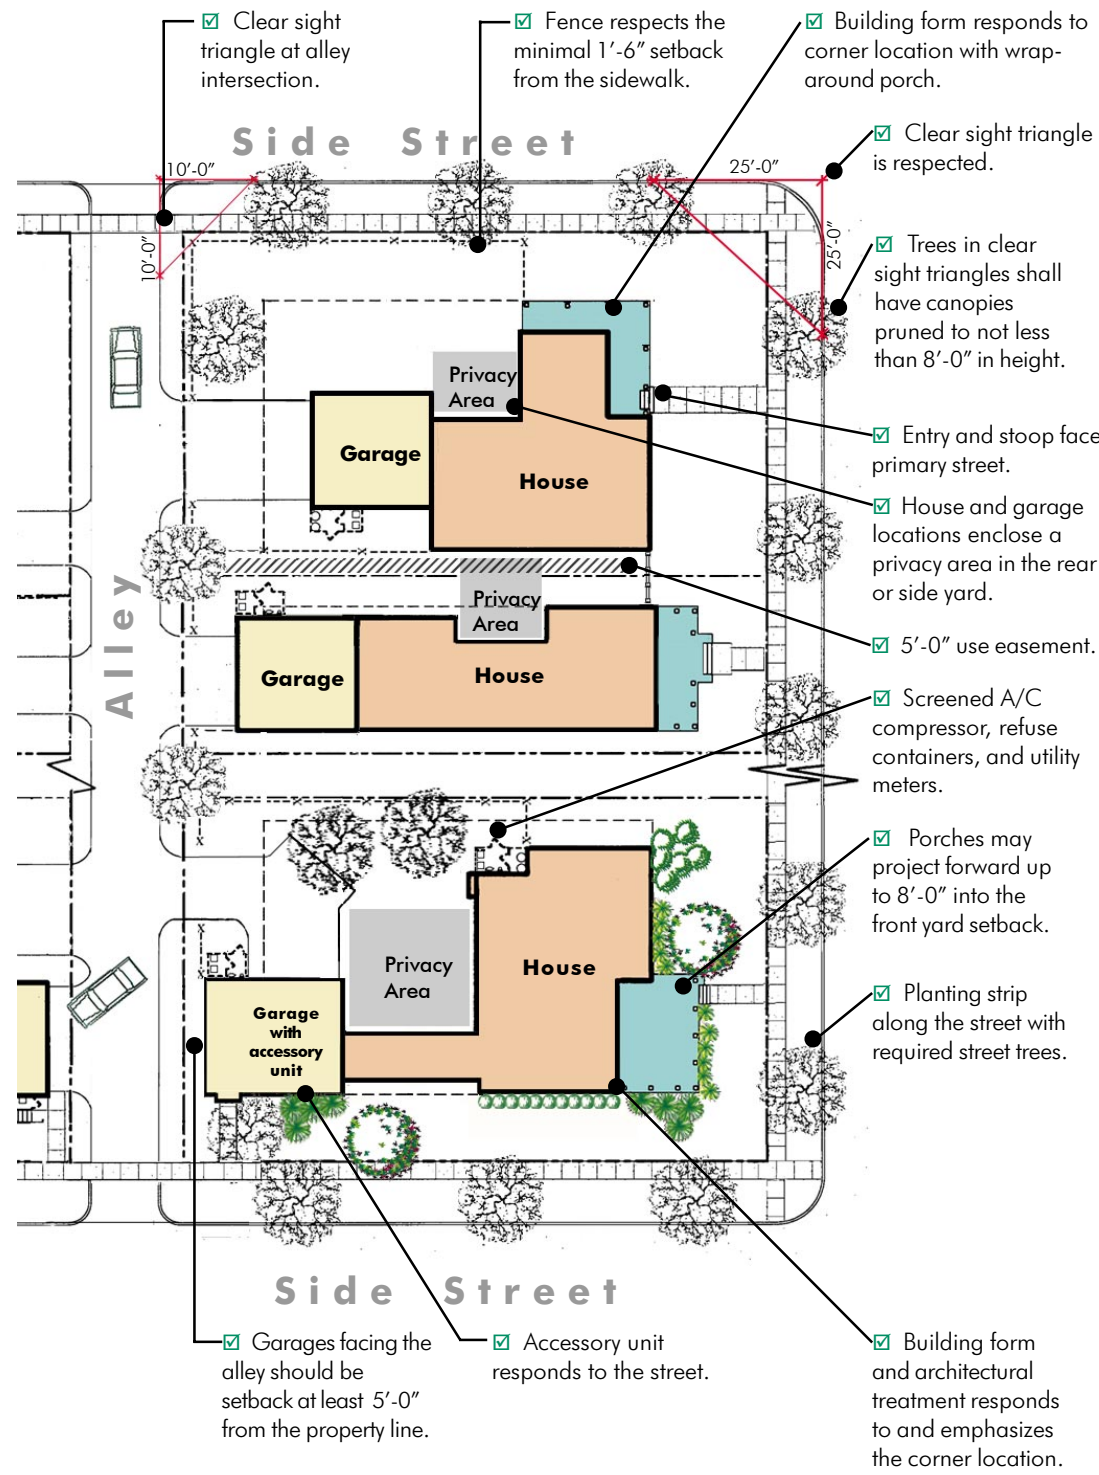 ☑ Clear sight
triangle at alley
intersection.
☑ Fence respects the
minimal 1'-6" setback
from the sidewalk.
☑ Building form responds to
corner location with wrap-
around porch.
Side Street
10'-0"
10'-0"
25'-0"
25'-0"
☑ Clear sight triangle
is respected.
☑ Trees in clear
sight triangles shall
have canopies
pruned to not less
than 8'-0" in height.
Privacy
Area
Garage
House
☑ Entry and stoop face
primary street.
☑ House and garage
locations enclose a
privacy area in the rear
or side yard.
Alley
Privacy
Area
Garage
House
☑ 5'-0" use easement.
☑ Screened A/C
compressor, refuse
containers, and utility
meters.
☑ Porches may
project forward up
to 8'-0" into the
front yard setback.
Privacy
Area
House
Garage
with
accessory
unit
☑ Planting strip
along the street with
required street trees.
Side Street
☑ Garages facing the
alley should be
setback at least 5'-0"
from the property line.
☑ Accessory unit
responds to the street.
☑ Building form
and architectural
treatment responds
to and emphasizes
the corner location.